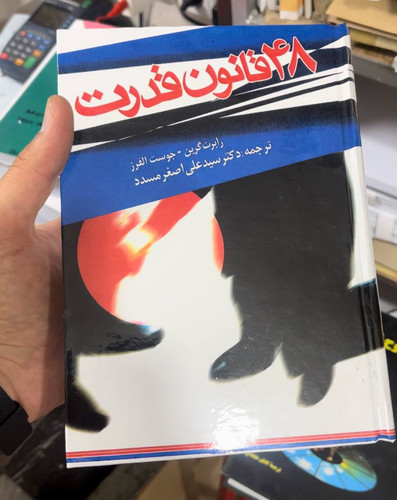 ۴۸ قانون قدرت
رابرت گرین - جوست الفرز
ترجمه: دکتر سید علی اصغر مسدد